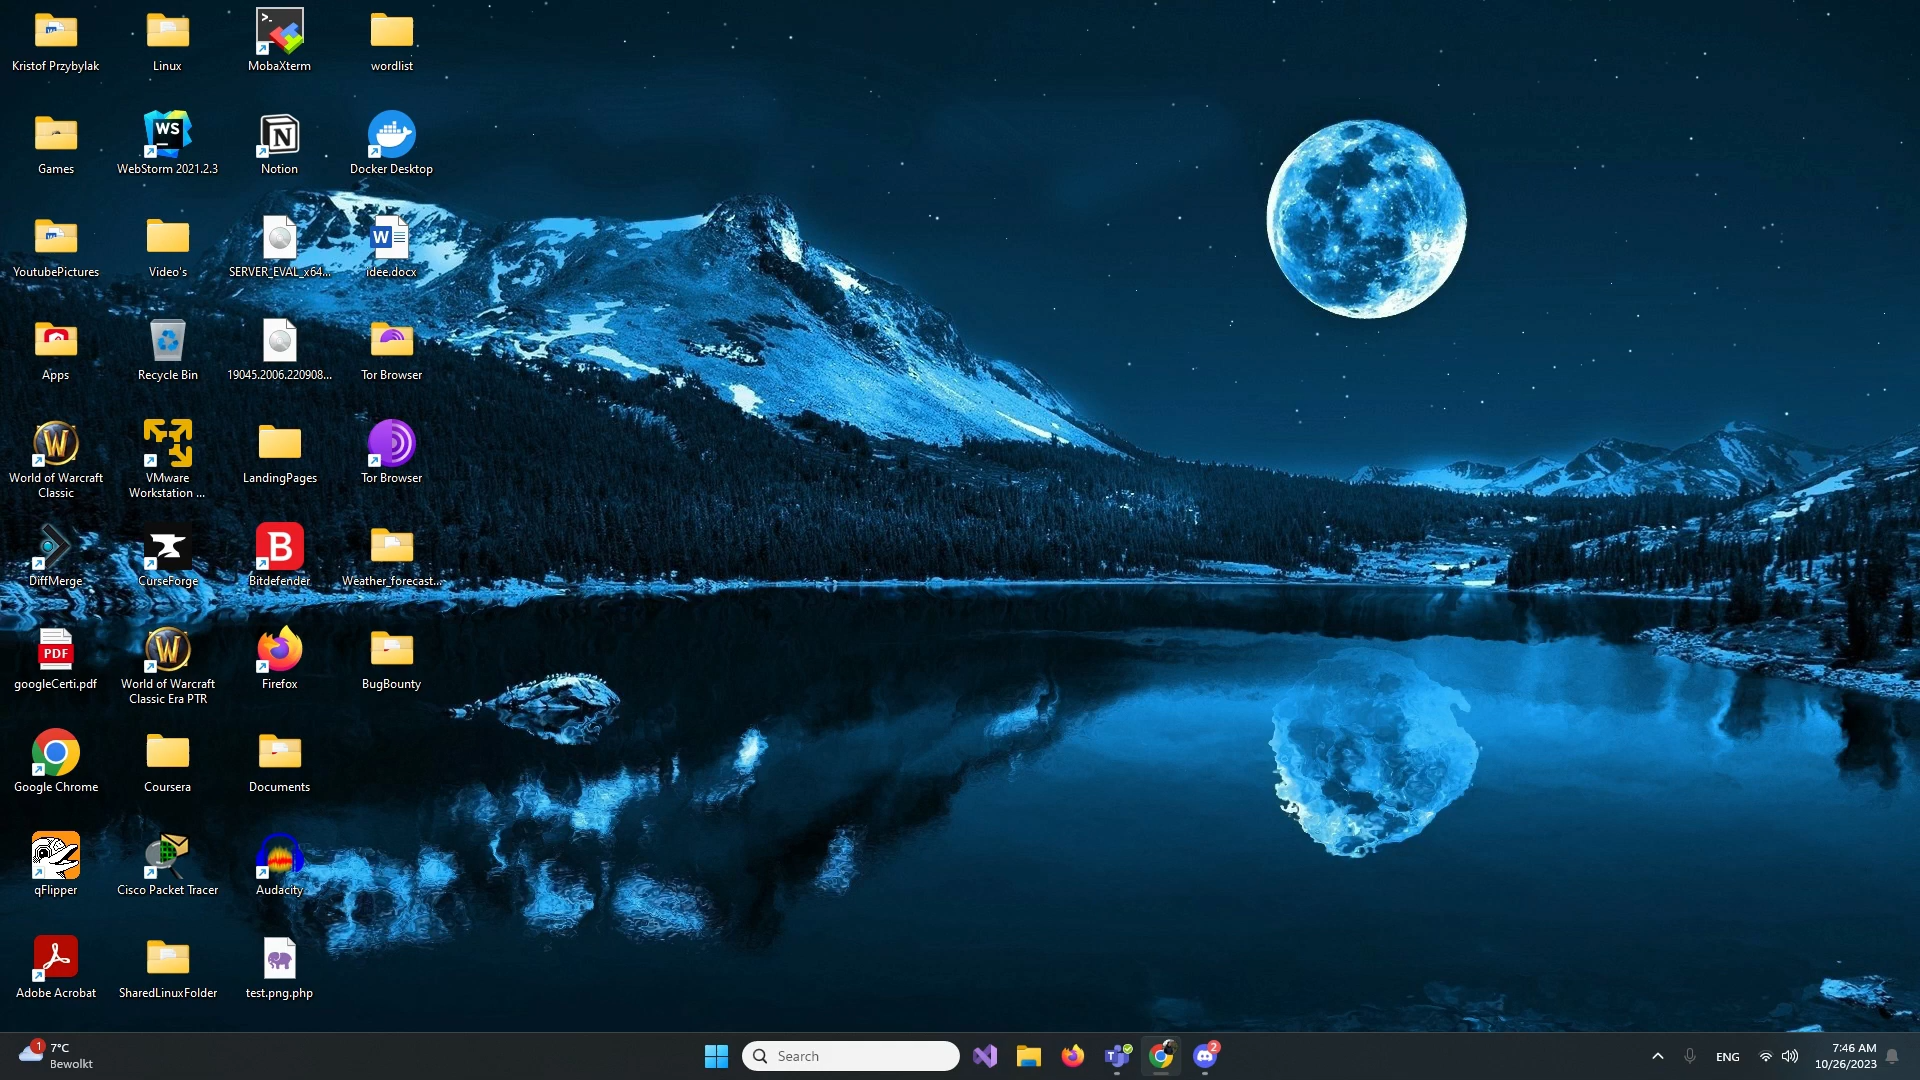 Kristof Przybylak
Linux
MobaXterm
wordlist
Games
WebStorm 2021.2.3
Notion
Docker Desktop
YoutubePictures
Video's
SERVER_EVAL_x64...
idee.docx
Apps
Recycle Bin
19045.2006.220908...
Tor Browser
World of Warcraft
Classic
VMware
Workstation ...
LandingPages
Tor Browser
DiffMerge
CurseForge
Bitdefender
Weather_forecast...
googleCerti.pdf
World of Warcraft
Classic Era PTR
Firefox
BugBounty
Google Chrome
Coursera
Documents
qFlipper
Cisco Packet Tracer
Audacity
Adobe Acrobat
SharedLinuxFolder
test.png.php
WS
N
W
W
B
PDF
W
>_
1
7°C
Bewolkt
Search
T
2
ENG
7:46 AM
10/26/2023